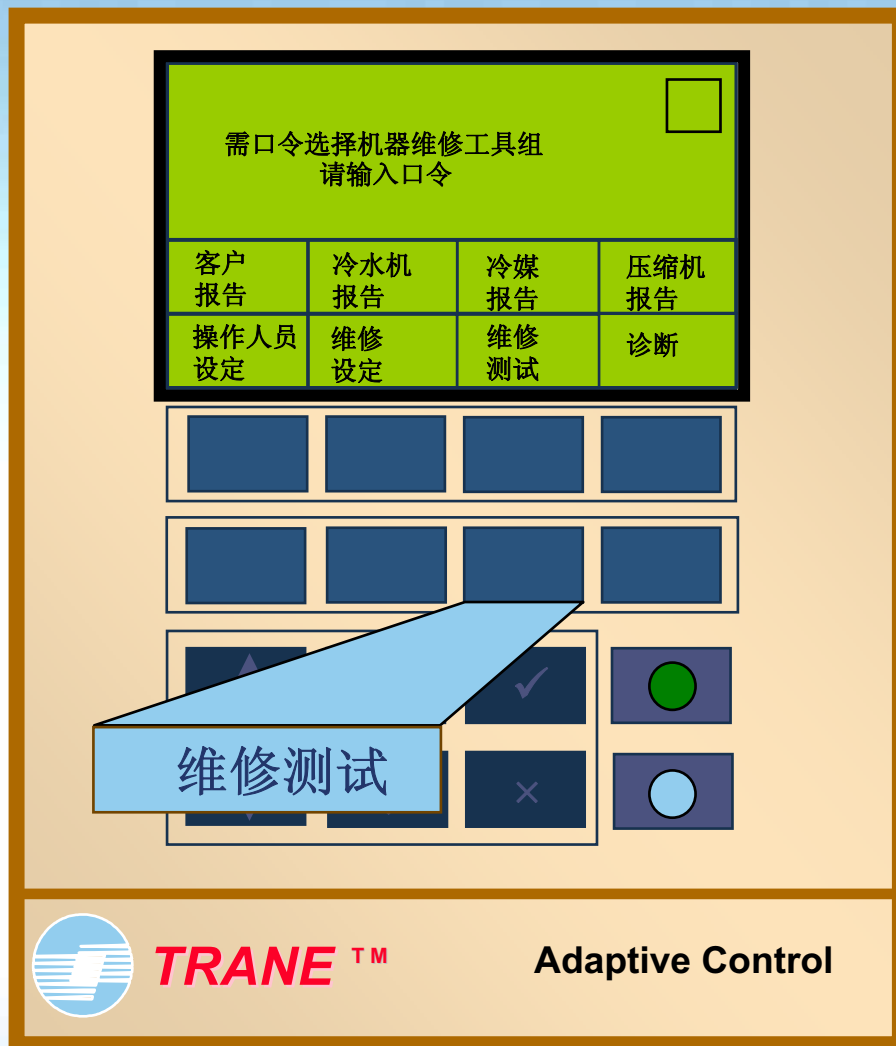 需口令选择机器维修工具组
请输入口令
客户
报告
冷水机
报告
冷媒
报告
压缩机
报告
操作人员
设定
维修
设定
维修
测试
诊断
维修测试
TRANE ™
Adaptive Control